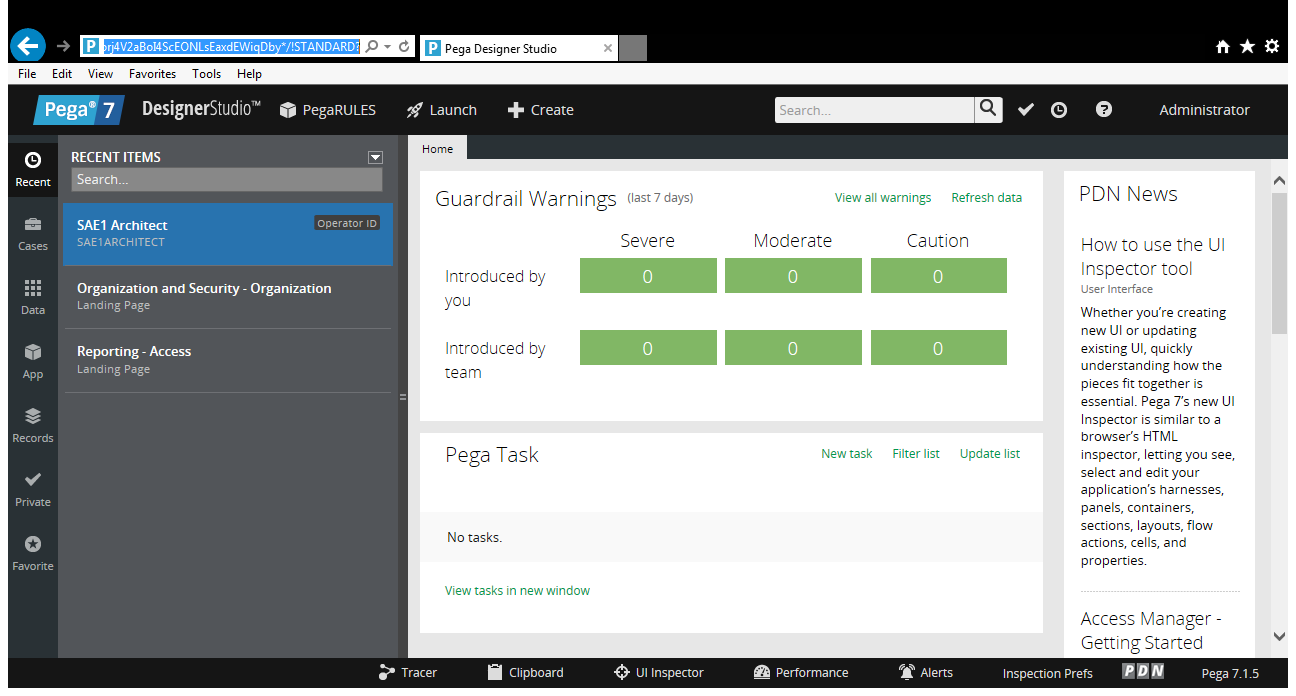 prj4V2aBoI4ScEONLsEaxdEWiqDby*/!STANDARD?
P Pega Designer Studio
File Edit View Favorites Tools Help
Pega® 7 DesignerStudio™ PegaRULES Launch Create Search... Administrator
Recent
Cases
Data
App
Records
Private
Favorite
RECENT ITEMS
Search...
SAE1 Architect Operator ID
SAE1ARCHITECT
Organization and Security - Organization
Landing Page
Reporting - Access
Landing Page
Home
Guardrail Warnings (last 7 days) View all warnings Refresh data
Severe Moderate Caution
Introduced by you 0 0 0
Introduced by team 0 0 0
Pega Task New task Filter list Update list
No tasks.
View tasks in new window
PDN News
How to use the UI
Inspector tool
User Interface
Whether you're creating
new UI or updating
existing UI, quickly
understanding how the
pieces fit together is
essential. Pega 7's new UI
Inspector is similar to a
browser's HTML
inspector, letting you see,
select and edit your
application's harnesses,
panels, containers,
sections, layouts, flow
actions, cells, and
properties.
Access Manager -
Getting Started
Tracer Clipboard UI Inspector Performance Alerts Inspection Prefs PDN Pega 7.1.5